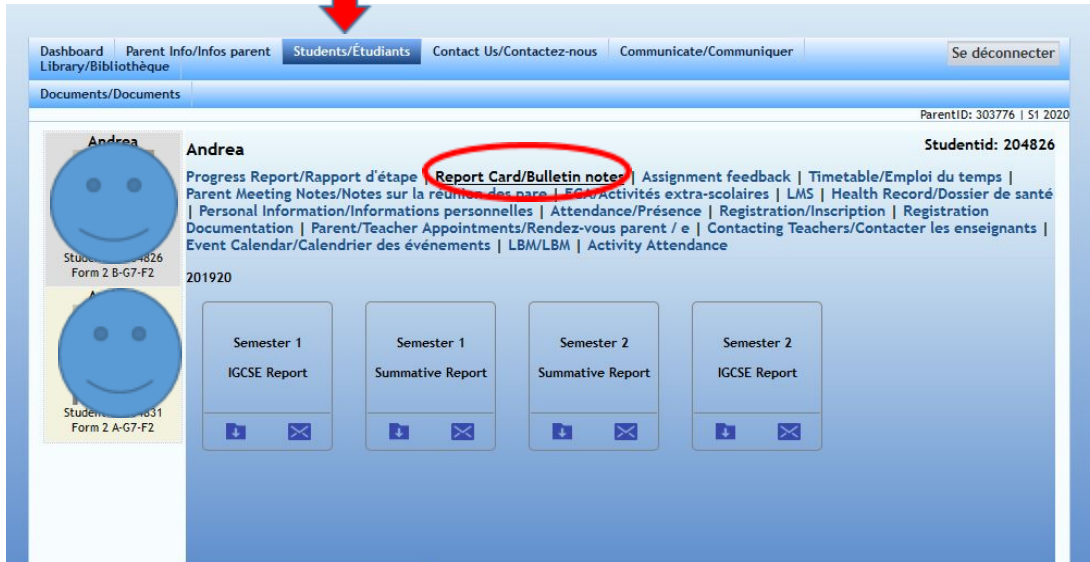 Dashboard Parent Info/Infos parent Students/Étudiants Contact Us/Contactez-nous Communicate/Communiquer Se déconnecter
Library/Bibliothèque
Documents/Documents
ParentID: 303776 | S1 2020
Andrea
Form 2 B-G7-F2
Form 2 A-G7-F2
Andrea Studentid: 204826
Progress Report/Rapport d'étape | Report Card/Bulletin notes | Assignment feedback | Timetable/Emploi du temps |
Parent Meeting Notes/Notes sur la réunion des pare | ECA/Activités extra-scolaires | LMS | Health Record/Dossier de santé
| Personal Information/Informations personnelles | Attendance/Présence | Registration/Inscription | Registration
Documentation | Parent/Teacher Appointments/Rendez-vous parent / e | Contacting Teachers/Contacter les enseignants |
Event Calendar/Calendrier des événements | LBM/LBM | Activity Attendance
201920
Semester 1
IGCSE Report
Semester 1
Summative Report
Semester 2
Summative Report
Semester 2
IGCSE Report